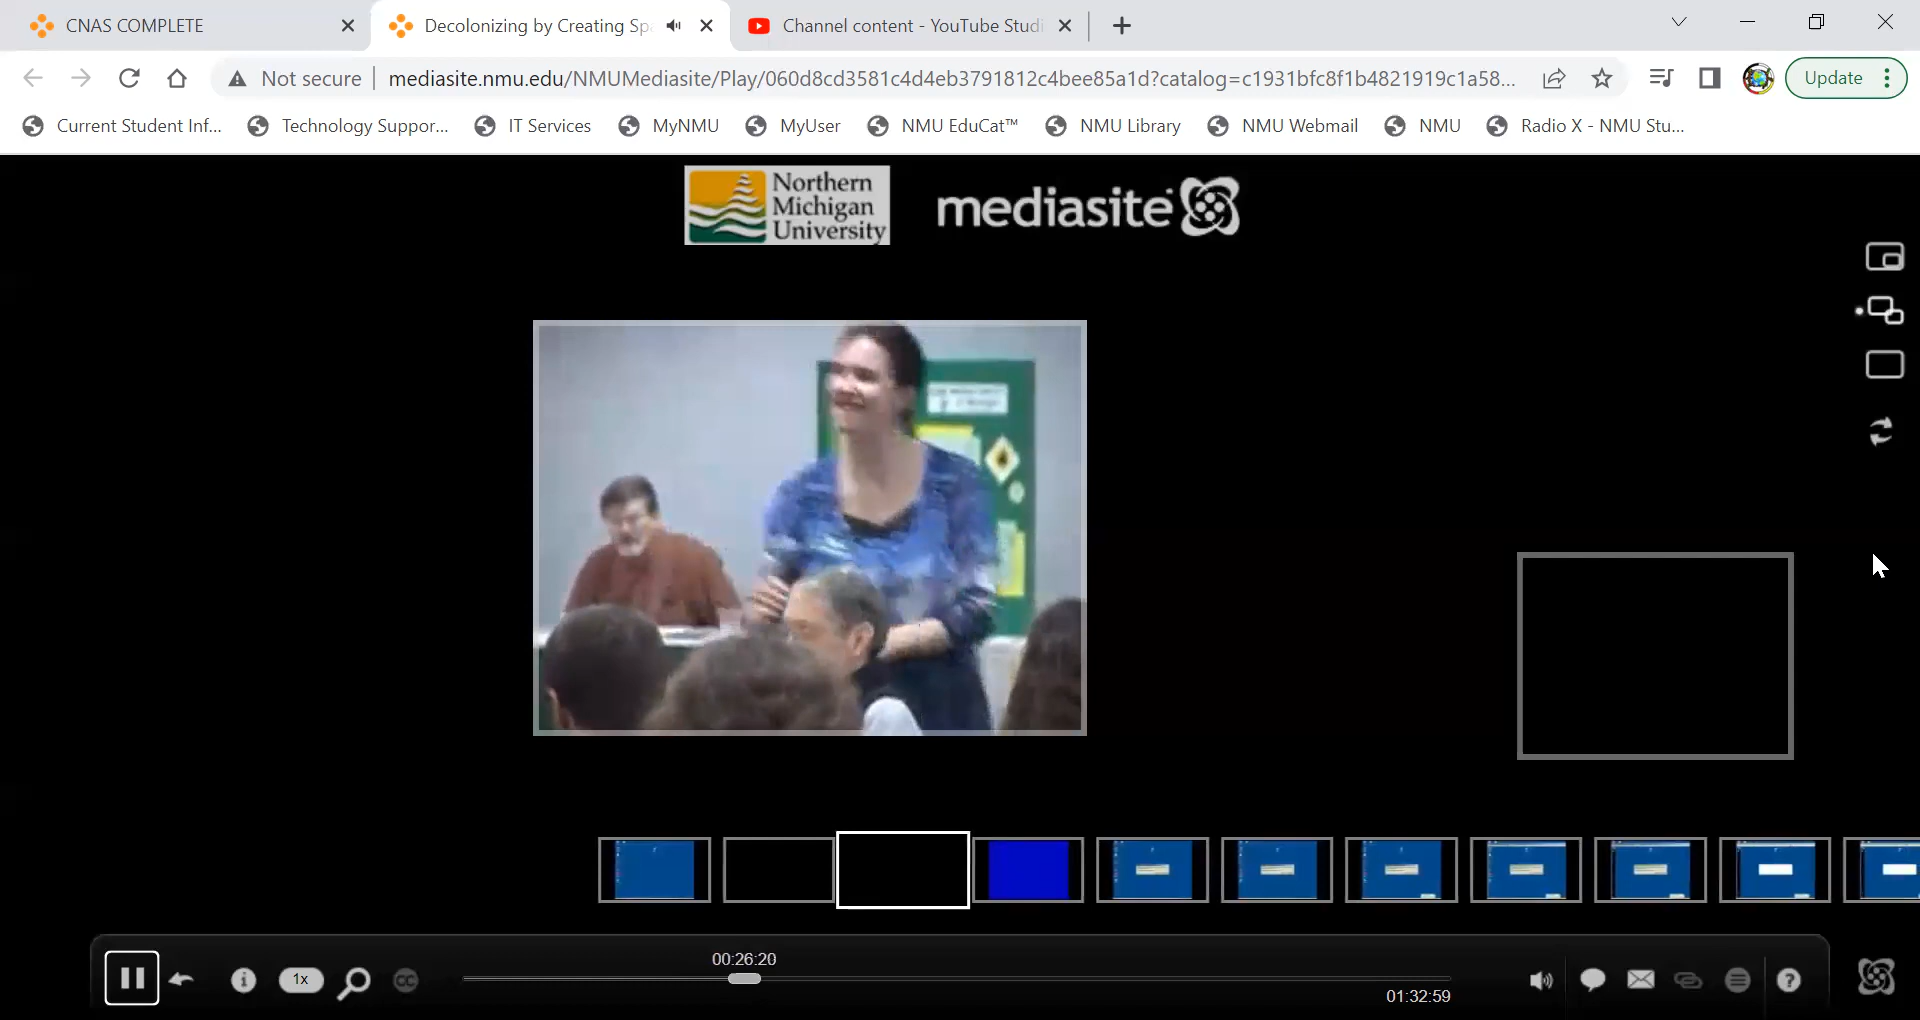 CNAS COMPLETE
Decolonizing by Creating Sp
Channel content - YouTube Studi
Not secure
mediasite.nmu.edu/NMUMediasite/Play/060d8cd3581c4d4eb3791812c4bee85a1d?catalog=c1931bfc8f1b4821919c1a58...
Update
Current Student Inf...
Technology Suppor...
IT Services
MyNMU
MyUser
NMU EduCat™
NMU Library
NMU Webmail
NMU
Radio X - NMU Stu...
Northern
Michigan
University
mediasite
00:26:20
1x
CC
01:32:59